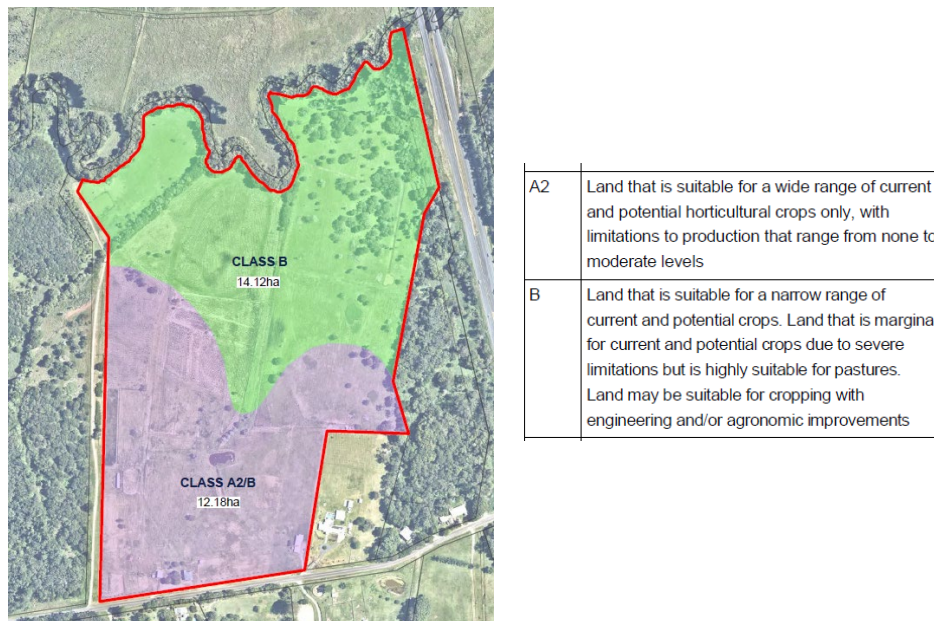 CLASS B
14.12ha
CLASS A2/B
12.18ha
A2
Land that is suitable for a wide range of current
and potential horticultural crops only, with
limitations to production that range from none to
moderate levels
B
Land that is suitable for a narrow range of
current and potential crops. Land that is margina
for current and potential crops due to severe
limitations but is highly suitable for pastures.
Land may be suitable for cropping with
engineering and/or agronomic improvements